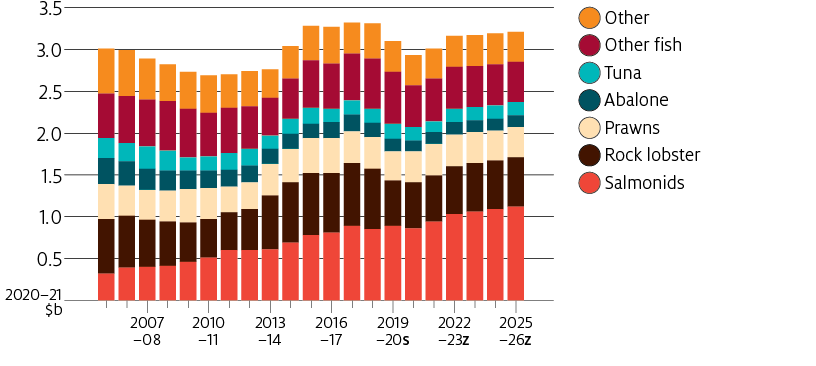 3.5
3.0
2.5
2.0
1.5
1.0
0.5
2020–21
$b
2007
–08
2010
–11
2013
–14
2016
–17
2019
–20s
2022
–23z
2025
–26z
Other
Other fish
Tuna
Abalone
Prawns
Rock lobster
Salmonids